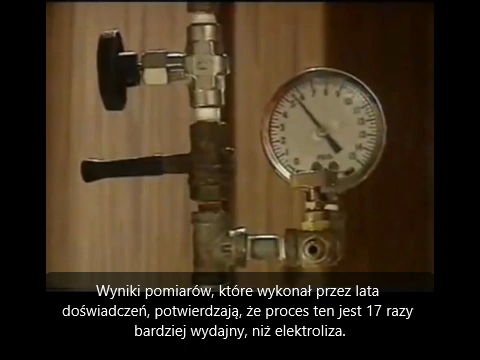 Wyniki pomiarów, które wykonał przez lata
doświadczeń, potwierdzają, że proces ten jest 17 razy
bardziej wydajny, niż elektroliza.